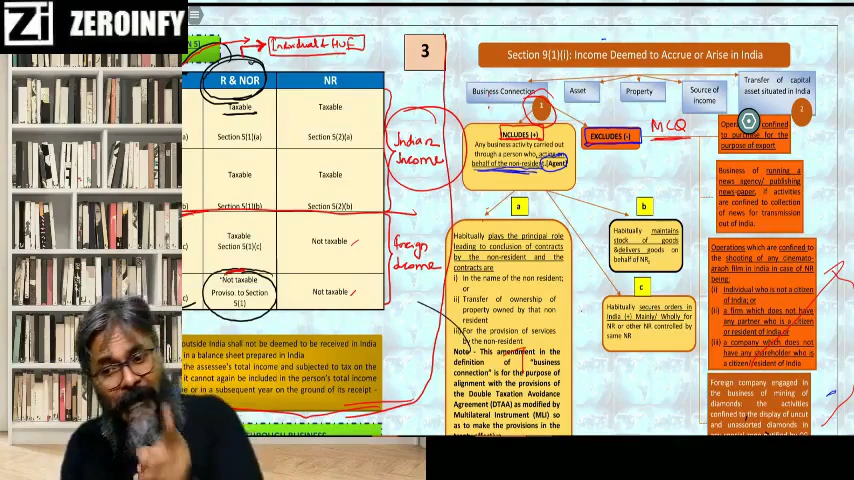 Zi ZEROINFY
Individual & HUF
R & NOR
NR
Taxable
Taxable
Section 5(1)(a)
Section 5(2)(a)
Taxable
Taxable
Section 5(1)(b)
Section 5(2)(b)
Taxable
Section 5(1)(c)
Not taxable
*Not taxable
Proviso to Section
5(1)
Not taxable
Indian
Income
foreign
Income
outside India shall not be deemed to be received in India
in a balance sheet prepared in India
the assessee's total income and subjected to tax on the
it cannot again be included in the person's total income
or in a subsequent year on the ground of its receipt -
THROUGH BUSINESS
3
Section 9(1)(i): Income Deemed to Accrue or Arise in India
Business Connection
Asset
Property
Source of
income
Transfer of capital
asset situated in India
1
2
INCLUDES (+)
Any business activity carried out
through a person who, acting on
behalf of the non-resident (Agent)
EXCLUDES (-)
MCQ
confined
to purchase for the
purpose of export
Business of running a
news agency/ publishing
news-paper, if activities
are confined to collection
of news for transmission
out of India.
Operations which are confined to
the shooting of any cinemato-
graph film in India in case of NR
being:
(i) Individual who is not a citizen
of India; or
(ii) a firm which does not
have any partner who is a citizen
or resident of India,or
(iii) a company which does not
have any shareholder who is a
citizen/resident of India
Foreign company engaged
in the business of mining of
diamonds: the activities
confined to the display of uncut
and unassorted diamonds in
a
Habitually plays the principal role
leading to conclusion of contracts
by the non-resident and the
contracts are
i) In the name of the non resident;
or
ii) Transfer of ownership of
property owned by that non
resident
iii) For the provision of services
by the non-resident
Note - This amendment in the
definition of "business
connection" is for the purpose of
alignment with the provisions of
the Double Taxation Avoidance
Agreement (DTAA) as modified by
Multilateral Instrument (MLI) so
as to make the provisions in the
b
Habitually maintains
stock of goods
&delivers goods on
behalf of NR,
c
Habitually secures orders in
India (+) Mainly/ Wholly for
NR or other NR controlled by
same NR